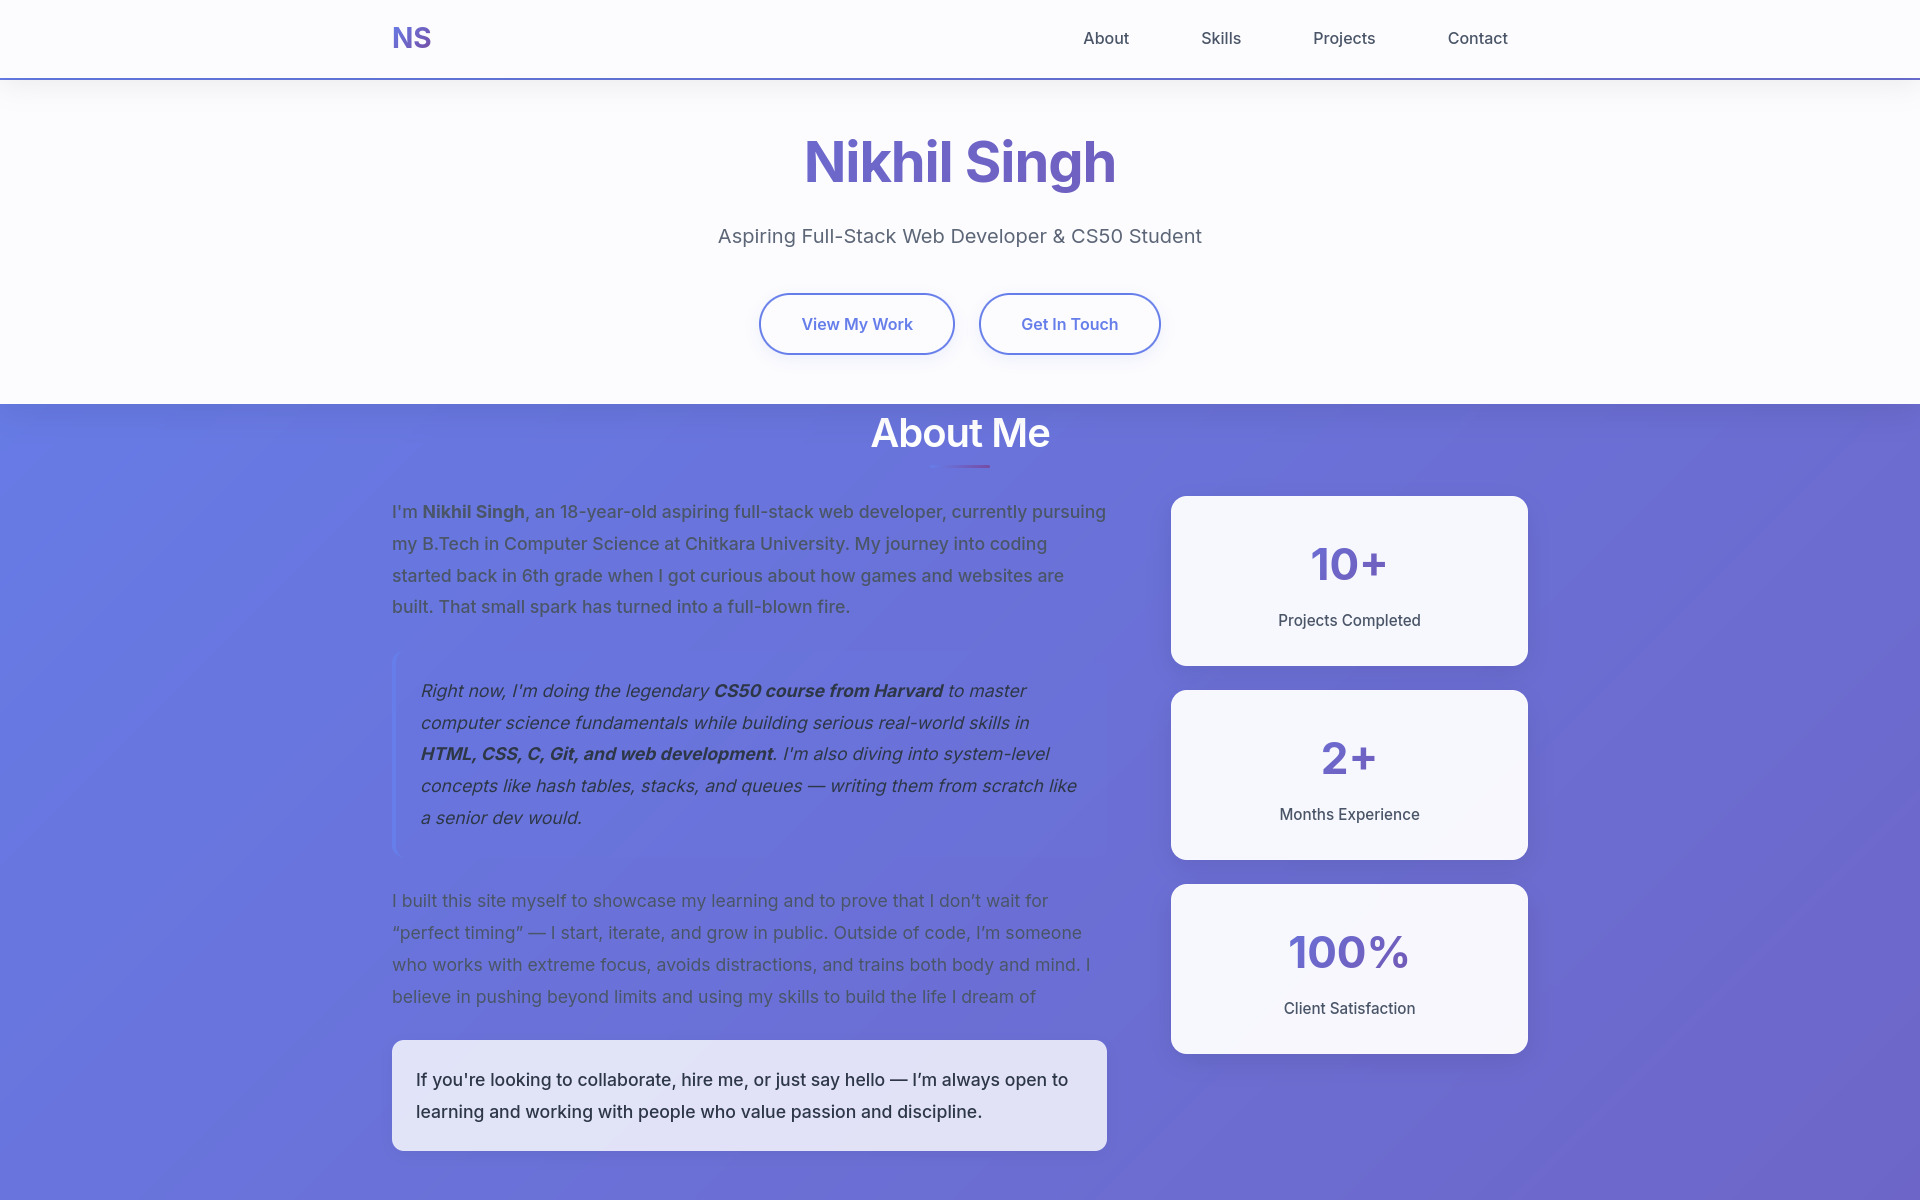 NS
About
Skills
Projects
Contact
Nikhil Singh
Aspiring Full-Stack Web Developer & CS50 Student
View My Work
Get In Touch
About Me
I'm Nikhil Singh, an 18-year-old aspiring full-stack web developer, currently pursuing
my B.Tech in Computer Science at Chitkara University. My journey into coding
started back in 6th grade when I got curious about how games and websites are
built. That small spark has turned into a full-blown fire.
Right now, I'm doing the legendary CS50 course from Harvard to master
computer science fundamentals while building serious real-world skills in
HTML, CSS, C, Git, and web development. I'm also diving into system-level
concepts like hash tables, stacks, and queues — writing them from scratch like
a senior dev would.
I built this site myself to showcase my learning and to prove that I don’t wait for
“perfect timing” — I start, iterate, and grow in public. Outside of code, I’m someone
who works with extreme focus, avoids distractions, and trains both body and mind. I
believe in pushing beyond limits and using my skills to build the life I dream of
If you're looking to collaborate, hire me, or just say hello — I’m always open to
learning and working with people who value passion and discipline.
10+
Projects Completed
2+
Months Experience
100%
Client Satisfaction